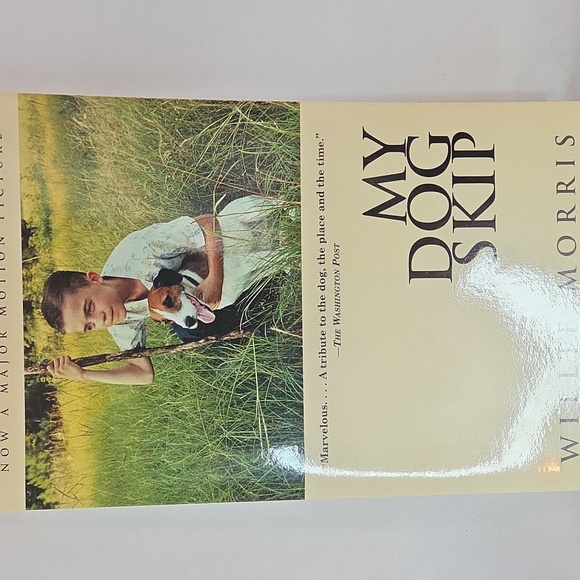 NOW A MAJOR MOTION PICTURE
"Marvelous. . . . A tribute to the dog, the place and the time."
—THE WASHINGTON POST
MY
DOG
SKIP
WILLIE MORRIS